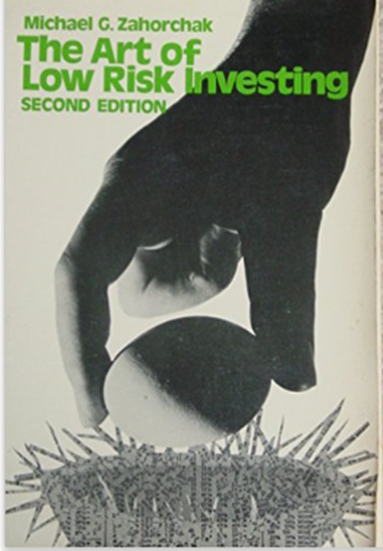 Michael G. Zahorchak
The Art of
Low Risk Investing
SECOND EDITION